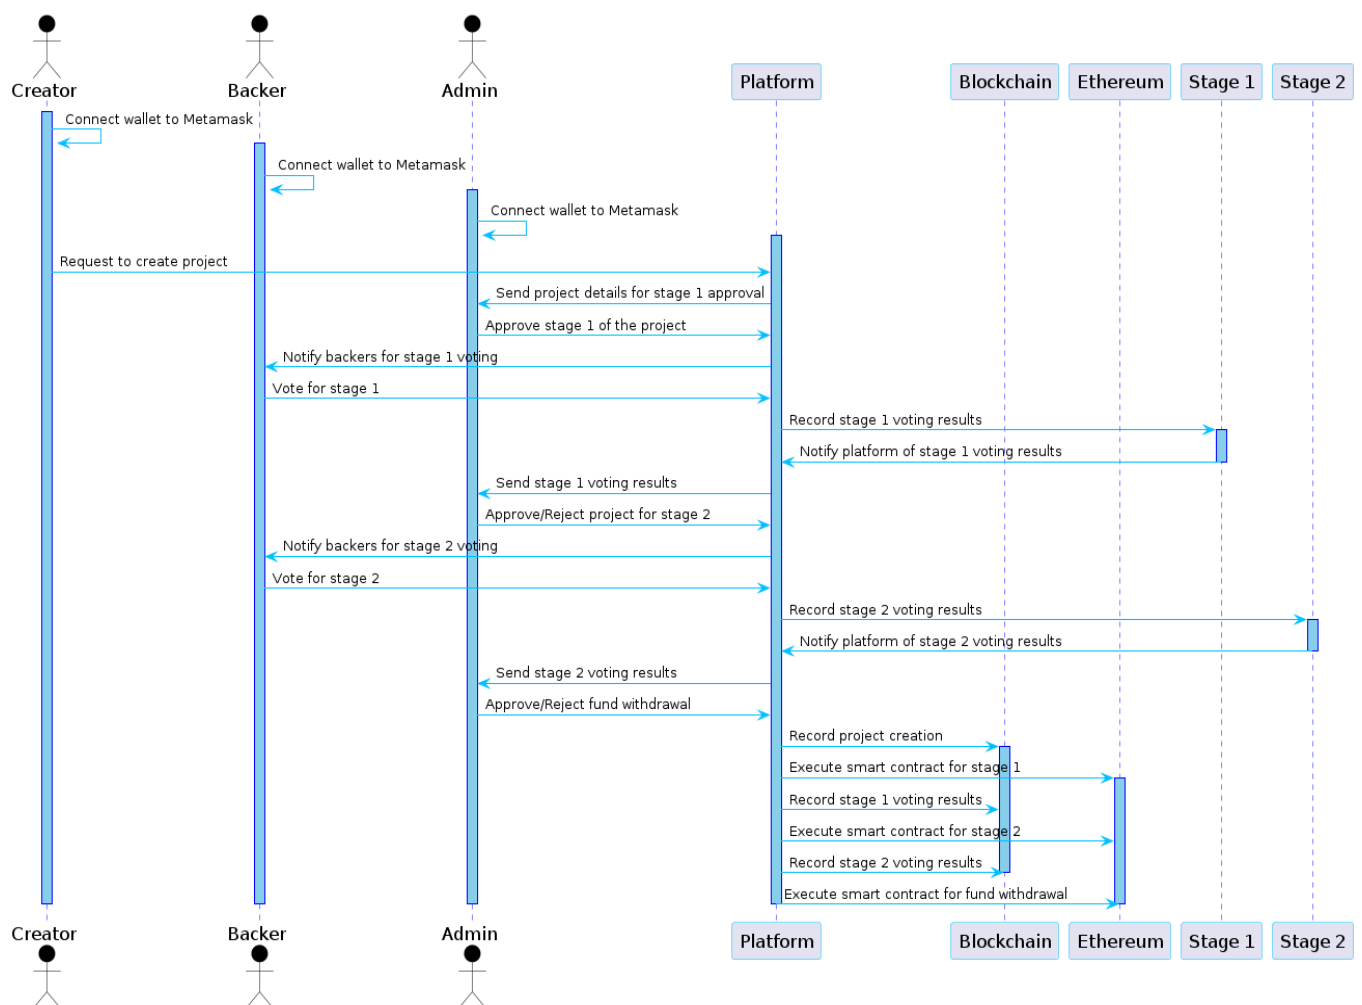 Creator
Backer
Admin
Platform
Blockchain
Ethereum
Stage 1
Stage 2
Connect wallet to Metamask
Connect wallet to Metamask
Connect wallet to Metamask
Request to create project
Send project details for stage 1 approval
Approve stage 1 of the project
Notify backers for stage 1 voting
Vote for stage 1
Record stage 1 voting results
Notify platform of stage 1 voting results
Send stage 1 voting results
Approve/Reject project for stage 2
Notify backers for stage 2 voting
Vote for stage 2
Record stage 2 voting results
Notify platform of stage 2 voting results
Send stage 2 voting results
Approve/Reject fund withdrawal
Record project creation
Execute smart contract for stage 1
Record stage 1 voting results
Execute smart contract for stage 2
Record stage 2 voting results
Execute smart contract for fund withdrawal
Creator
Backer
Admin
Platform
Blockchain
Ethereum
Stage 1
Stage 2